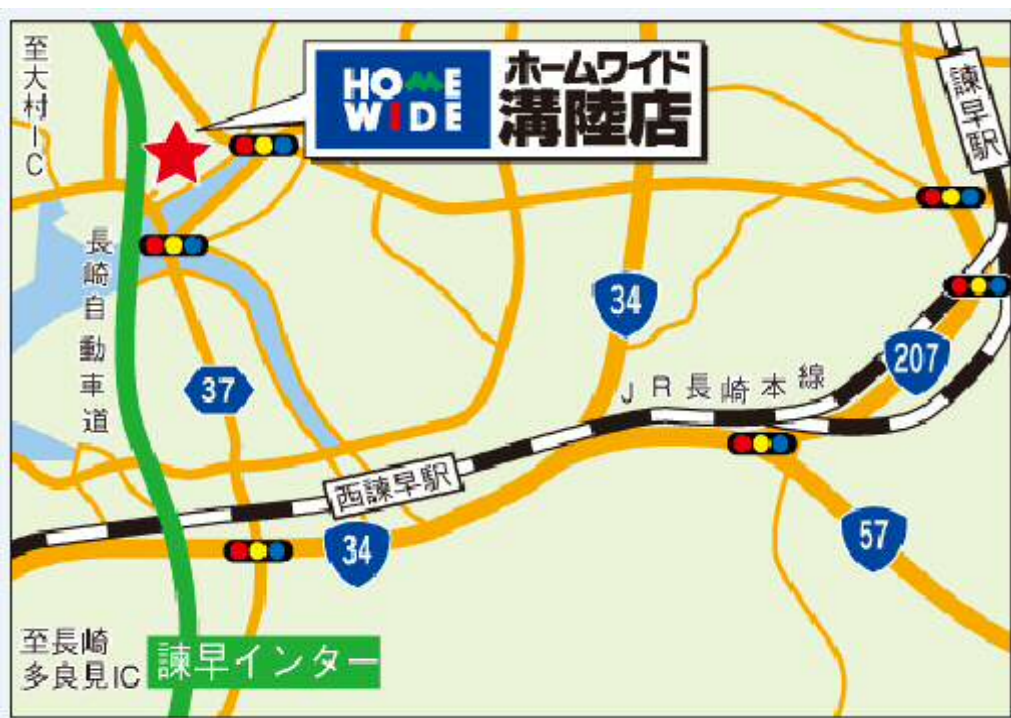 至大村IC
HOME
WIDE
ホームワイド
溝陸店
諫早駅
長崎自動車道
34
37
207
JR長崎本線
西諫早駅
34
57
至長崎
多良見IC
諫早インター